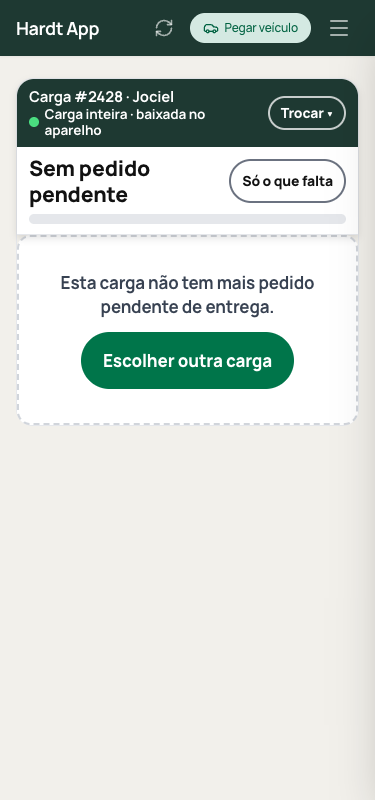 Hardt App
Pegar veículo
Carga #2428 · Jociel
Carga inteira · baixada no
aparelho
Trocar ▾
Sem pedido
pendente
Só o que falta
Esta carga não tem mais pedido
pendente de entrega.
Escolher outra carga